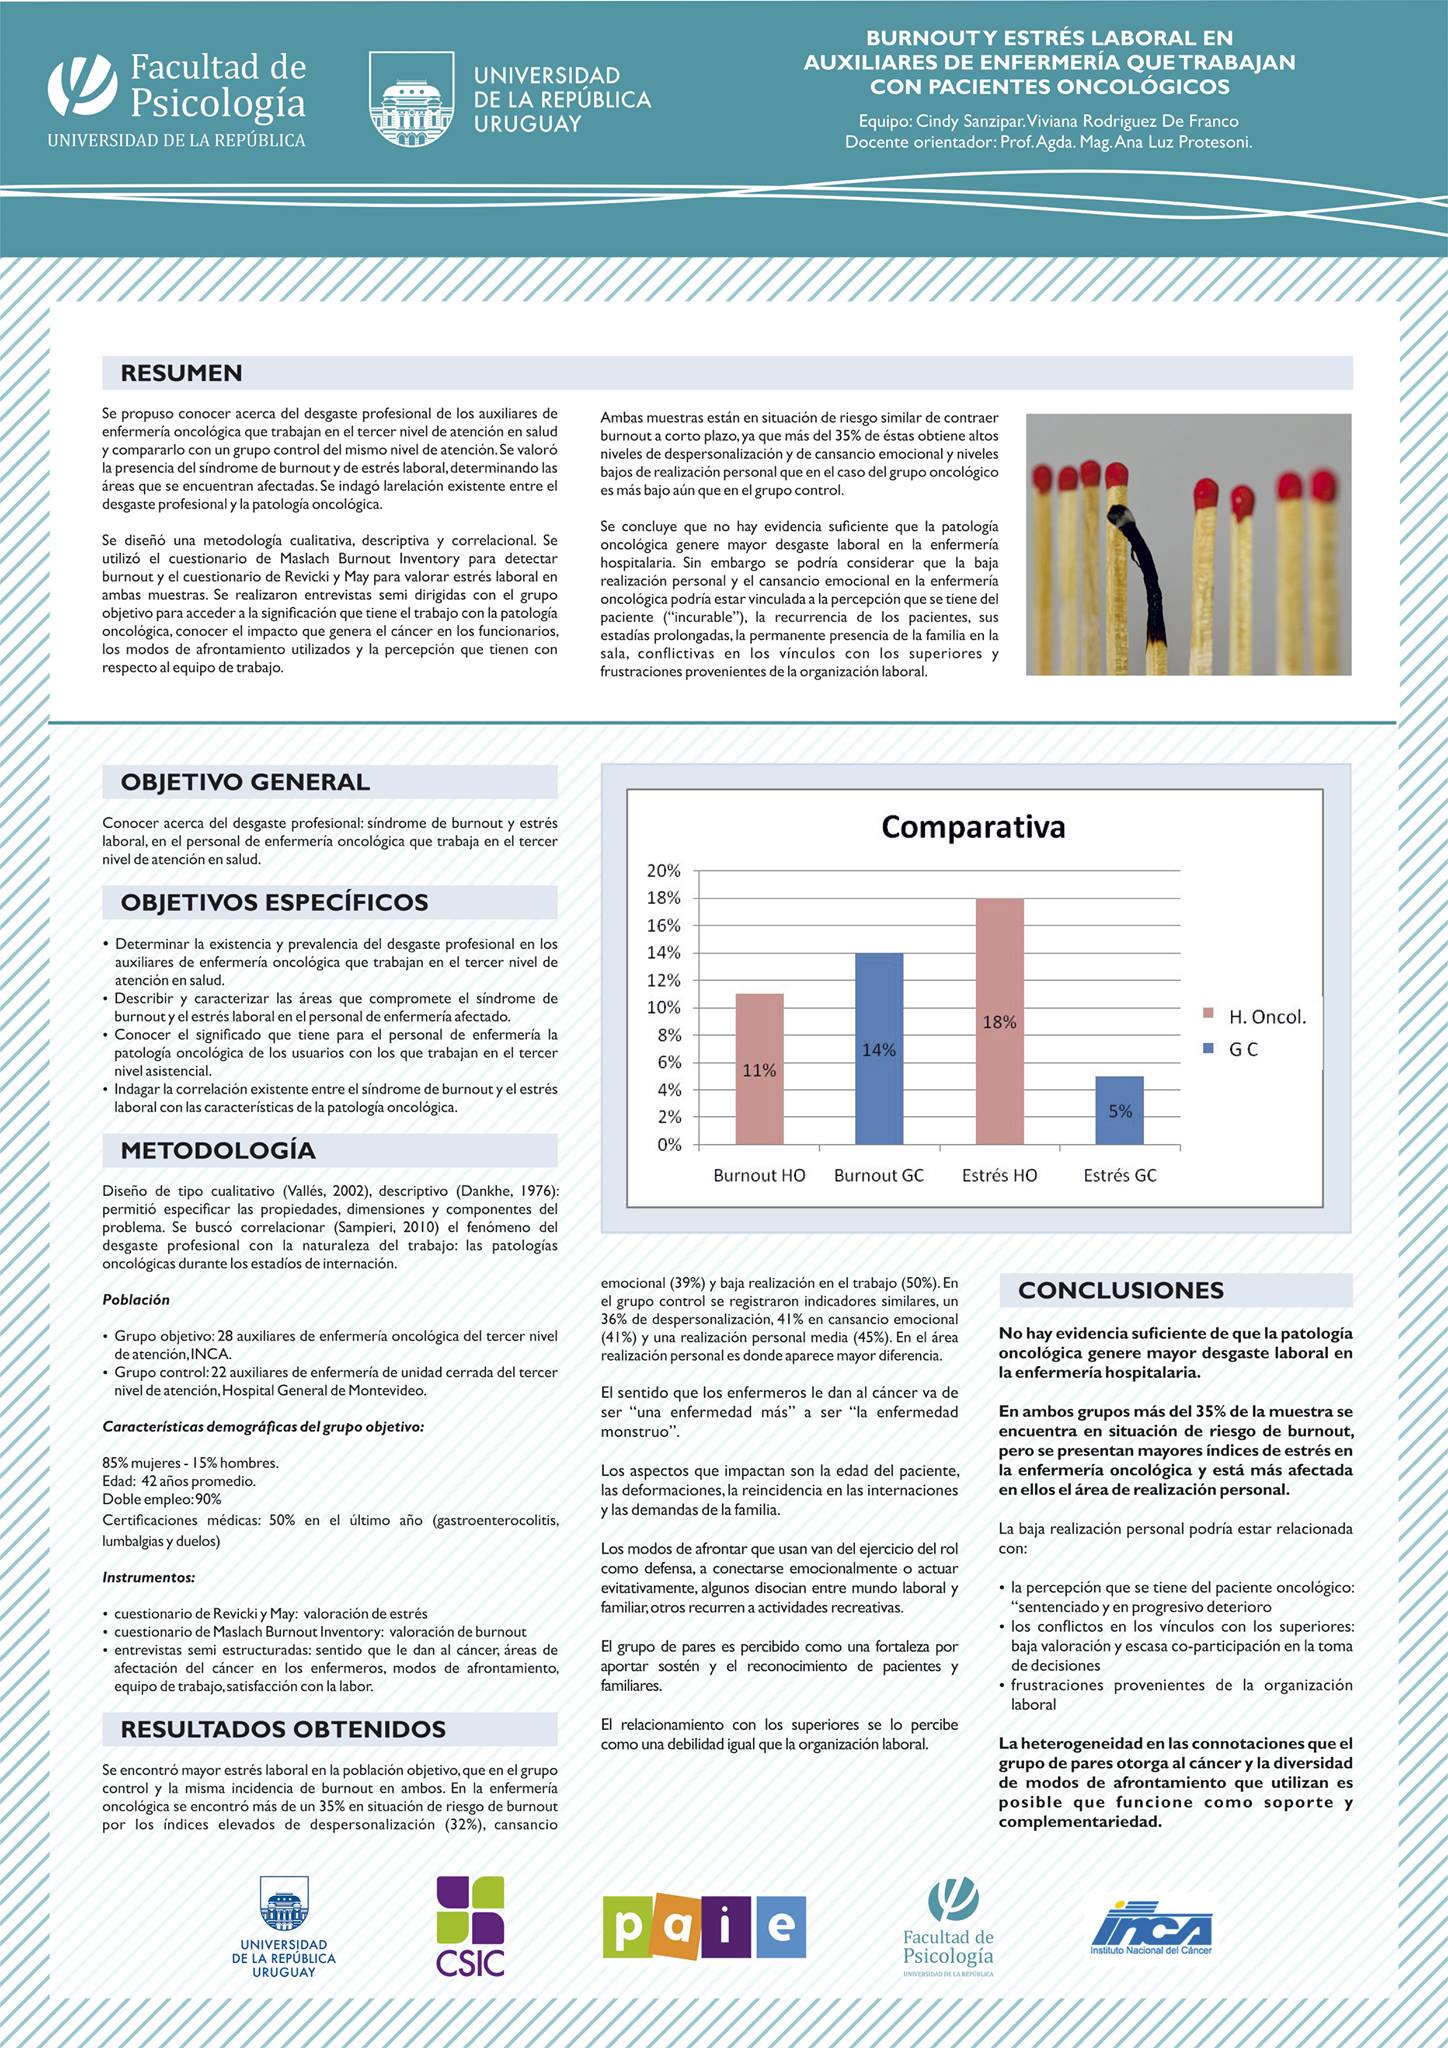 Facultad de
Psicología
UNIVERSIDAD DE LA REPÚBLICA
UNIVERSIDAD
DE LA REPÚBLICA
URUGUAY
BURNOUT Y ESTRÉS LABORAL EN
AUXILIARES DE ENFERMERÍA QUE TRABAJAN
CON PACIENTES ONCOLÓGICOS
Equipo: Cindy Sanzipar. Viviana Rodriguez De Franco
Docente orientador: Prof. Agda. Mag. Ana Luz Protesoni.
RESUMEN
Se propuso conocer acerca del desgaste profesional de los auxiliares de
enfermería oncológica que trabajan en el tercer nivel de atención en salud
y compararlo con un grupo control del mismo nivel de atención. Se valoró
la presencia del síndrome de burnout y de estrés laboral, determinando las
áreas que se encuentran afectadas. Se indagó larelación existente entre el
desgaste profesional y la patología oncológica.
Se diseñó una metodología cualitativa, descriptiva y correlacional. Se
utilizó el cuestionario de Maslach Burnout Inventory para detectar
burnout y el cuestionario de Revicki y May para valorar estrés laboral en
ambas muestras. Se realizaron entrevistas semi dirigidas con el grupo
objetivo para acceder a la significación que tiene el trabajo con la patología
oncológica, conocer el impacto que genera el cáncer en los funcionarios,
los modos de afrontamiento utilizados y la percepción que tienen con
respecto al equipo de trabajo.
Ambas muestras están en situación de riesgo similar de contraer
burnout a corto plazo, ya que más del 35% de éstas obtiene altos
niveles de despersonalización y de cansancio emocional y niveles
bajos de realización personal que en el caso del grupo oncológico
es más bajo aún que en el grupo control.
Se concluye que no hay evidencia suficiente que la patología
oncológica genere mayor desgaste laboral en la enfermería
hospitalaria. Sin embargo se podría considerar que la baja
realización personal y el cansancio emocional en la enfermería
oncológica podría estar vinculada a la percepción que se tiene del
paciente (“incurable”), la recurrencia de los pacientes, sus
estadías prolongadas, la permanente presencia de la familia en la
sala, conflictivas en los vínculos con los superiores y
frustraciones provenientes de la organización laboral.
OBJETIVO GENERAL
Conocer acerca del desgaste profesional: síndrome de burnout y estrés
laboral, en el personal de enfermería oncológica que trabaja en el tercer
nivel de atención en salud.
OBJETIVOS ESPECÍFICOS
• Determinar la existencia y prevalencia del desgaste profesional en los
auxiliares de enfermería oncológica que trabajan en el tercer nivel de
atención en salud.
• Describir y caracterizar las áreas que compromete el síndrome de
burnout y el estrés laboral en el personal de enfermería afectado.
• Conocer el significado que tiene para el personal de enfermería la
patología oncológica de los usuarios con los que trabajan en el tercer
nivel asistencial.
• Indagar la correlación existente entre el síndrome de burnout y el estrés
laboral con las características de la patología oncológica.
METODOLOGÍA
Diseño de tipo cualitativo (Vallés, 2002), descriptivo (Dankhe, 1976):
permitió especificar las propiedades, dimensiones y componentes del
problema. Se buscó correlacionar (Sampieri, 2010) el fenómeno del
desgaste profesional con la naturaleza del trabajo: las patologías
oncológicas durante los estadíos de internación.
Población
• Grupo objetivo: 28 auxiliares de enfermería oncológica del tercer nivel
de atención, INCA.
• Grupo control: 22 auxiliares de enfermería de unidad cerrada del tercer
nivel de atención, Hospital General de Montevideo.
Características demográficas del grupo objetivo:
85% mujeres - 15% hombres.
Edad: 42 años promedio.
Doble empleo: 90%
Certificaciones médicas: 50% en el último año (gastroenterocolitis,
lumbalgias y duelos)
Instrumentos:
• cuestionario de Revicki y May: valoración de estrés
• cuestionario de Maslach Burnout Inventory: valoración de burnout
• entrevistas semi estructuradas: sentido que le dan al cáncer, áreas de
afectación del cáncer en los enfermeros, modos de afrontamiento,
equipo de trabajo, satisfacción con la labor.
RESULTADOS OBTENIDOS
Se encontró mayor estrés laboral en la población objetivo, que en el grupo
control y la misma incidencia de burnout en ambos. En la enfermería
oncológica se encontró más de un 35% en situación de riesgo de burnout
por los índices elevados de despersonalización (32%), cansancio
Comparativa
20%
18%
16%
14%
12%
10%
8%
6%
4%
2%
0%
11%
14%
18%
5%
Burnout HO
Burnout GC
Estrés HO
Estrés GC
H. Oncol.
G C
emocional (39%) y baja realización en el trabajo (50%). En
el grupo control se registraron indicadores similares, un
36% de despersonalización, 41% en cansancio emocional
(41%) y una realización personal media (45%). En el área
realización personal es donde aparece mayor diferencia.
El sentido que los enfermeros le dan al cáncer va de
ser “una enfermedad más” a ser “la enfermedad
monstruo”.
Los aspectos que impactan son la edad del paciente,
las deformaciones, la reincidencia en las internaciones
y las demandas de la familia.
Los modos de afrontar que usan van del ejercicio del rol
como defensa, a conectarse emocionalmente o actuar
evitativamente, algunos disocian entre mundo laboral y
familiar, otros recurren a actividades recreativas.
El grupo de pares es percibido como una fortaleza por
aportar sostén y el reconocimiento de pacientes y
familiares.
El relacionamiento con los superiores se lo percibe
como una debilidad igual que la organización laboral.
CONCLUSIONES
No hay evidencia suficiente de que la patología
oncológica genere mayor desgaste laboral en
la enfermería hospitalaria.
En ambos grupos más del 35% de la muestra se
encuentra en situación de riesgo de burnout,
pero se presentan mayores índices de estrés en
la enfermería oncológica y está más afectada
en ellos el área de realización personal.
La baja realización personal podría estar relacionada
con:
• la percepción que se tiene del paciente oncológico:
“sentenciado y en progresivo deterioro
• los conflictos en los vínculos con los superiores:
baja valoración y escasa co-participación en la toma
de decisiones
• frustraciones provenientes de la organización
laboral
La heterogeneidad en las connotaciones que el
grupo de pares otorga al cáncer y la diversidad
de modos de afrontamiento que utilizan es
posible que funcione como soporte y
complementariedad.
UNIVERSIDAD
DE LA REPÚBLICA
URUGUAY
CSIC
paie
Facultad de
Psicología
UNIVERSIDAD DE LA REPÚBLICA
INCA
Instituto Nacional del Cáncer